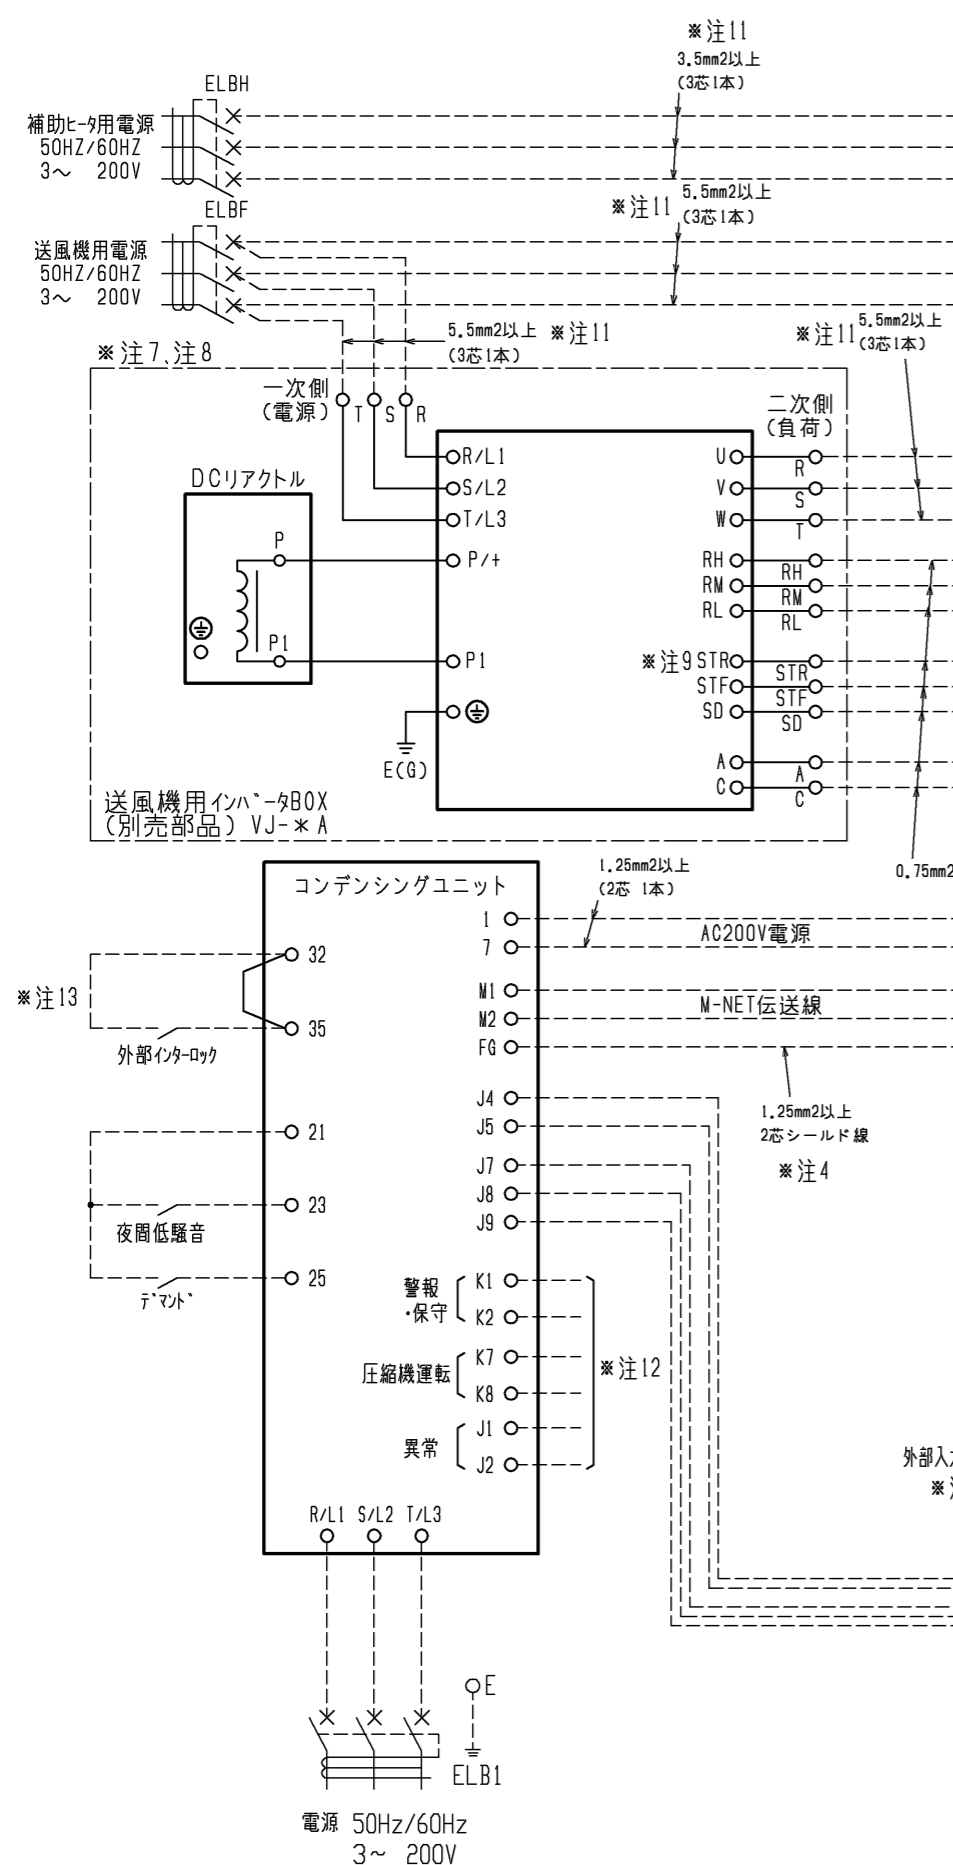 ※注11
3.5mm2以上
(3芯1本)
ELBH
補助ヒータ用電源
50HZ/60HZ
3～ 200V
※注11
5.5mm2以上
(3芯1本)
ELBF
送風機用電源
50HZ/60HZ
3～ 200V
5.5mm2以上
(3芯1本)
※注11
※注11
5.5mm2以上
(3芯1本)
※注7、注8
一次側
(電源)
T
S
R
二次側
(負荷)
DCリアクトル
P
P1
R/L1
S/L2
T/L3
P/+
P1
E(G)
U
R
V
S
W
T
RH
RH
RM
RM
RL
RL
※注9
STR
STR
STF
STF
SD
SD
A
A
C
C
送風機用インバータBOX
(別売部品) VJ-＊A
0.75mm2
コンデンシングユニット
1.25mm2以上
(2芯 1本)
1
7
AC200V電源
M1
M2
M-NET伝送線
FG
1.25mm2以上
2芯シールド線
※注4
32
35
※注13
外部インターロック
J4
J5
J7
J8
J9
21
23
夜間低騒音
25
デマンド
警報
・保守
K1
K2
圧縮機運転
K7
K8
異常
J1
J2
※注12
外部入
※
R/L1 S/L2 T/L3
E
ELB1
電源 50Hz/60Hz
3～ 200V